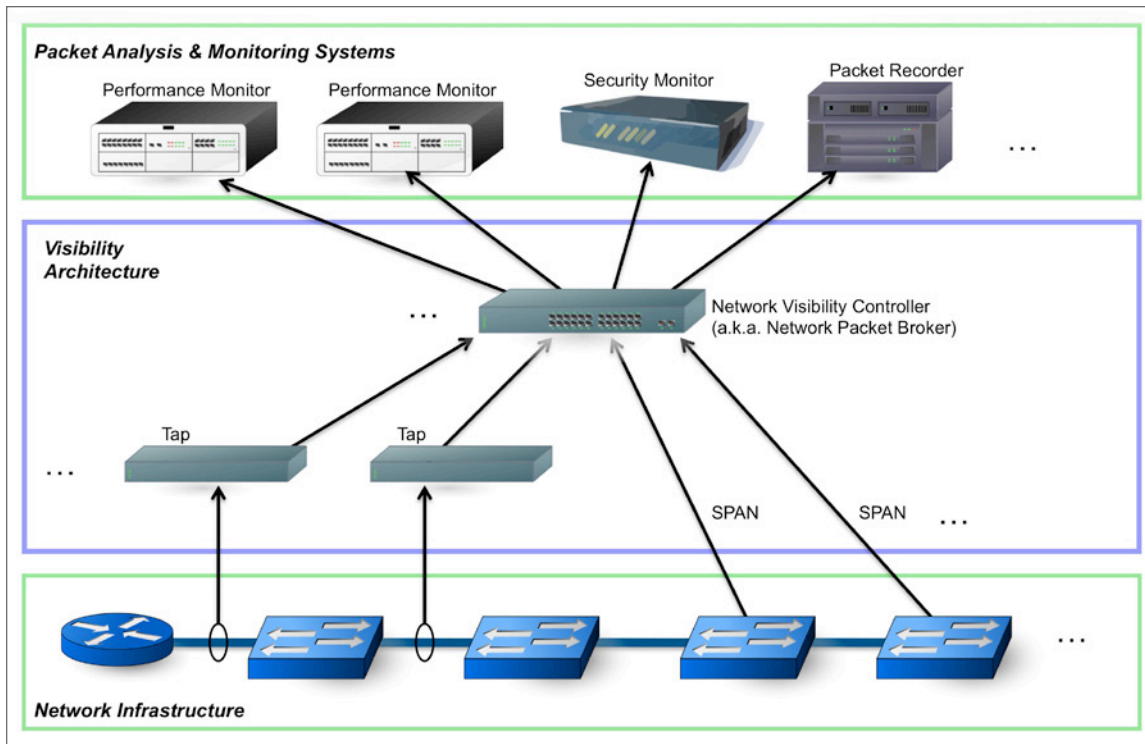 Packet Analysis & Monitoring Systems
Performance Monitor
Performance Monitor
Security Monitor
Packet Recorder
...
Visibility
Architecture
...
Network Visibility Controller
(a.k.a. Network Packet Broker)
Tap
Tap
...
SPAN
SPAN
...
...
Network Infrastructure